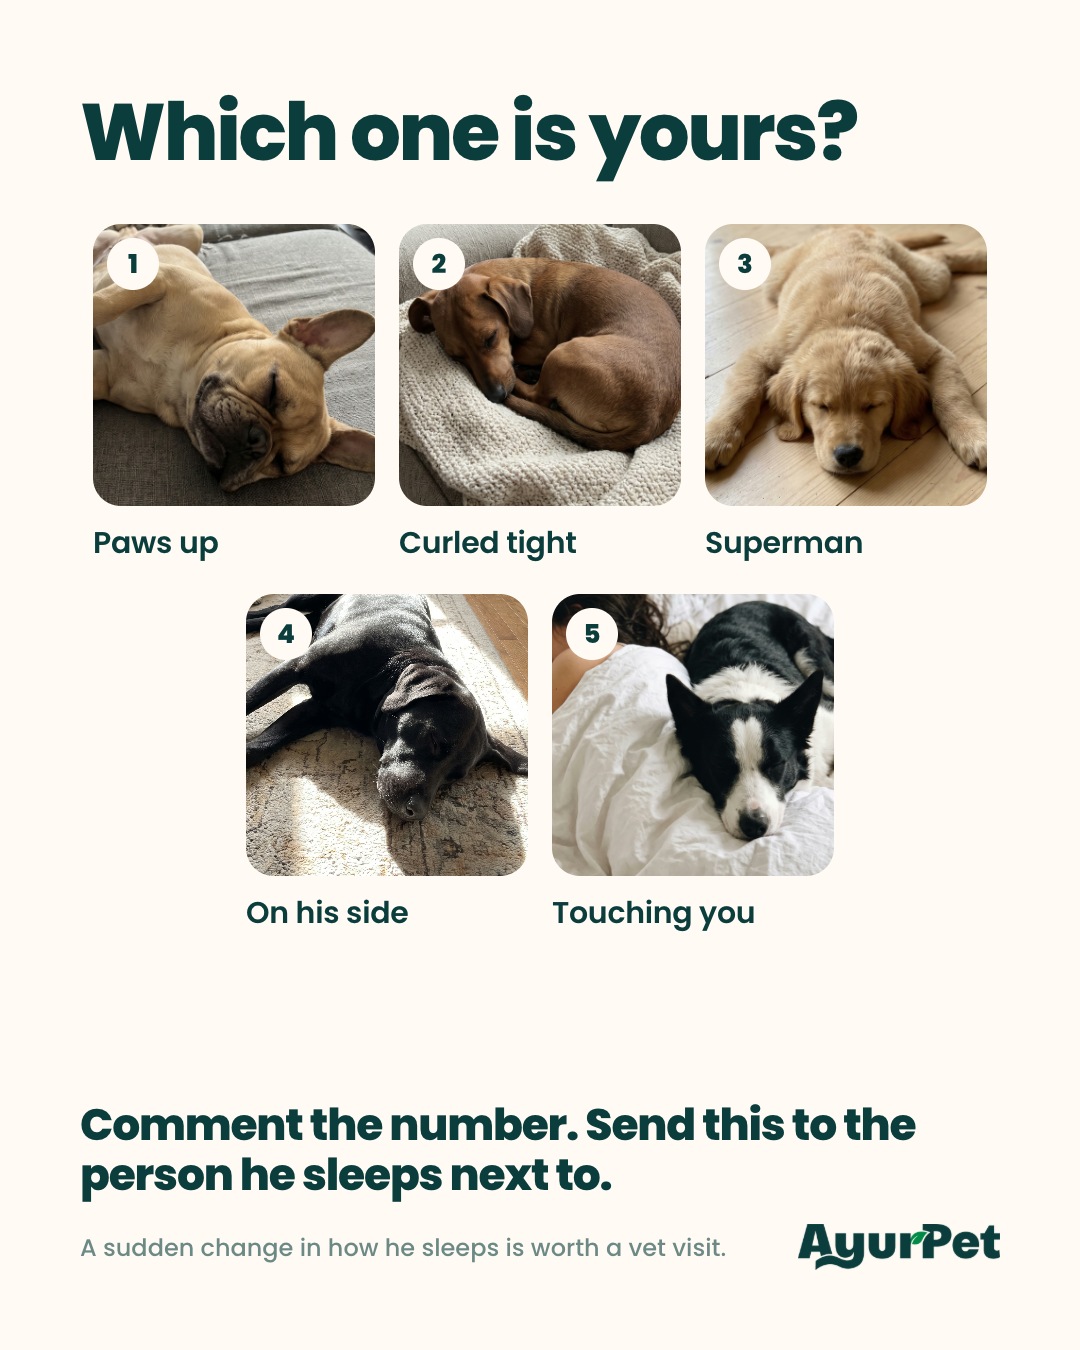 Which one is yours?
1
2
3
Paws up
Curled tight
Superman
4
5
On his side
Touching you
Comment the number. Send this to the
person he sleeps next to.
A sudden change in how he sleeps is worth a vet visit.
AyurPet